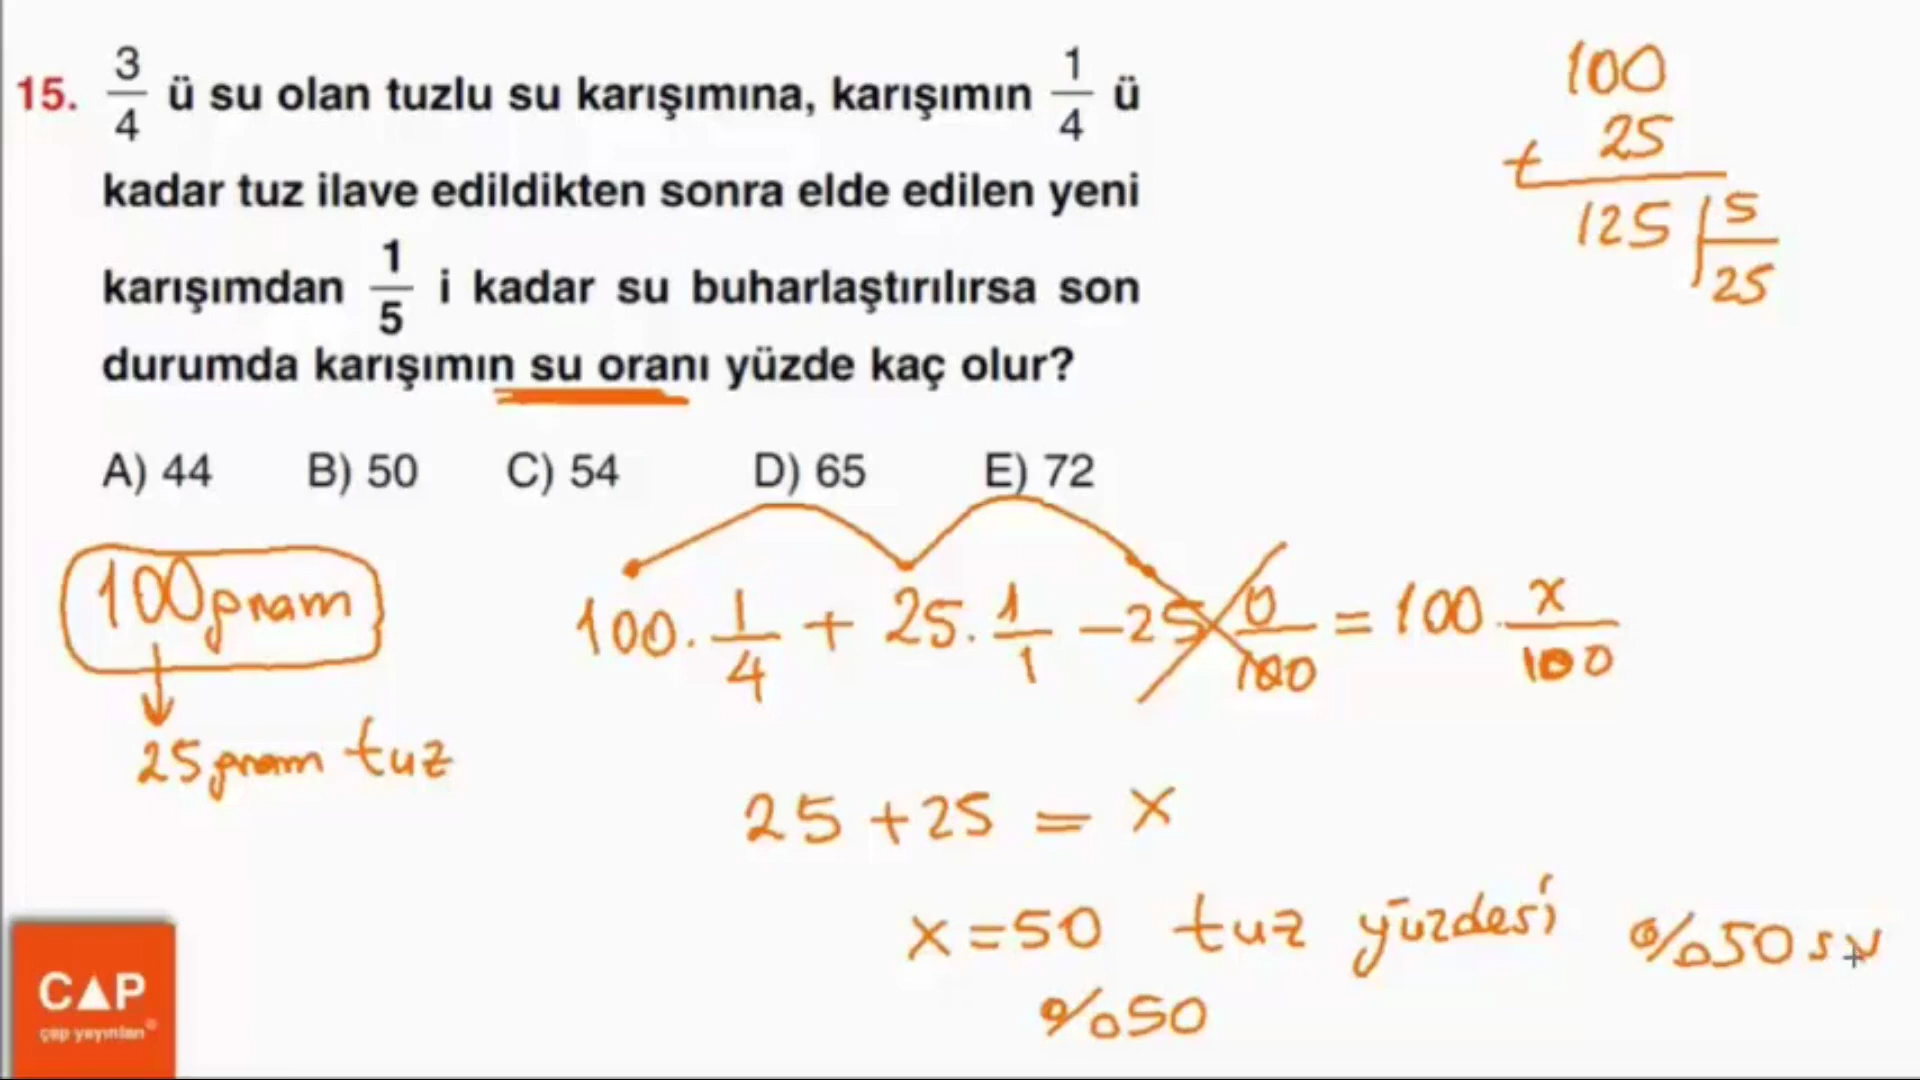 15. 3/4 ü su olan tuzlu su karışımına, karışımın 1/4 ü
kadar tuz ilave edildikten sonra elde edilen yeni
karışımdan 1/5 i kadar su buharlaştırılırsa son
durumda karışımın su oranı yüzde kaç olur?
A) 44 B) 50 C) 54 D) 65 E) 72
100
+ 25
125 | 5
25
100 gram
25 gram tuz
100 . 1/4 + 25 . 1/1 - 25 0/100 = 100 . x/100
25 + 25 = x
x = 50 tuz yüzdesi %50 su
%50
CAP
çap yayınları®